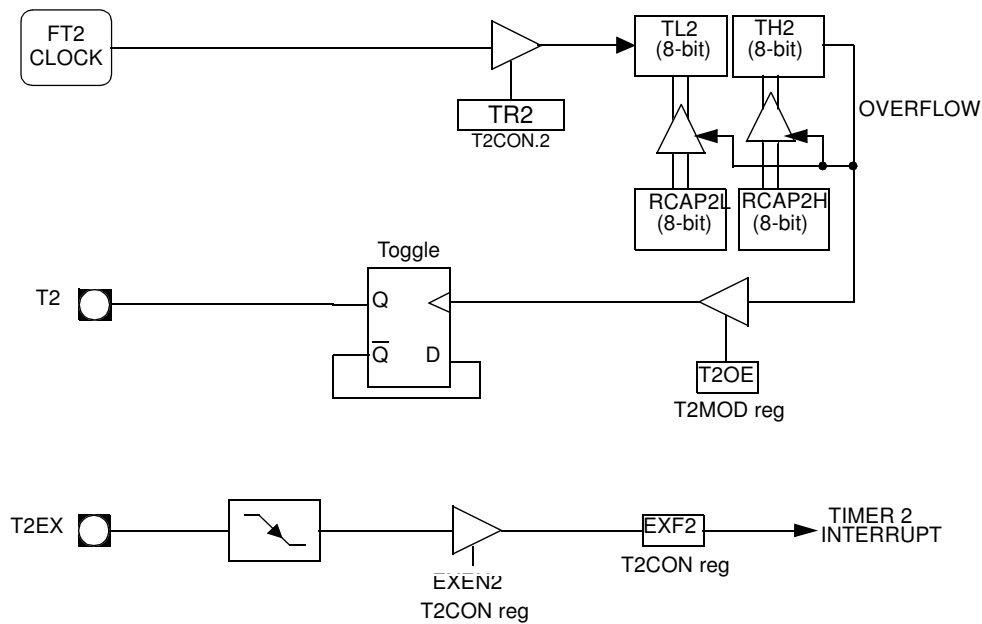 FT2
CLOCK
TL2
(8-bit)
TH2
(8-bit)
TR2
T2CON.2
OVERFLOW
RCAP2L
(8-bit)
RCAP2H
(8-bit)
Toggle
T2
Q
Q
D
T2OE
T2MOD reg
T2EX
EXEN2
T2CON reg
EXF2
T2CON reg
TIMER 2
INTERRUPT